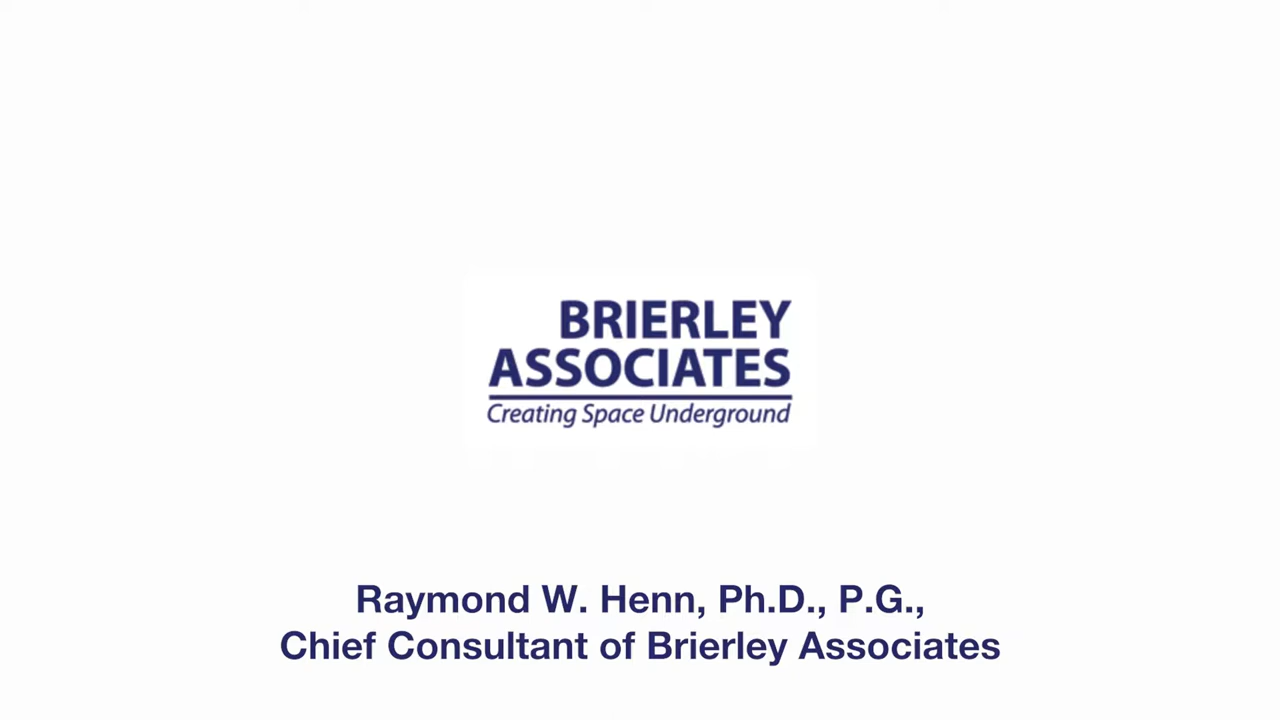 BRIERLEY
ASSOCIATES
Creating Space Underground
Raymond W. Henn, Ph.D., P.G.,
Chief Consultant of Brierley Associates